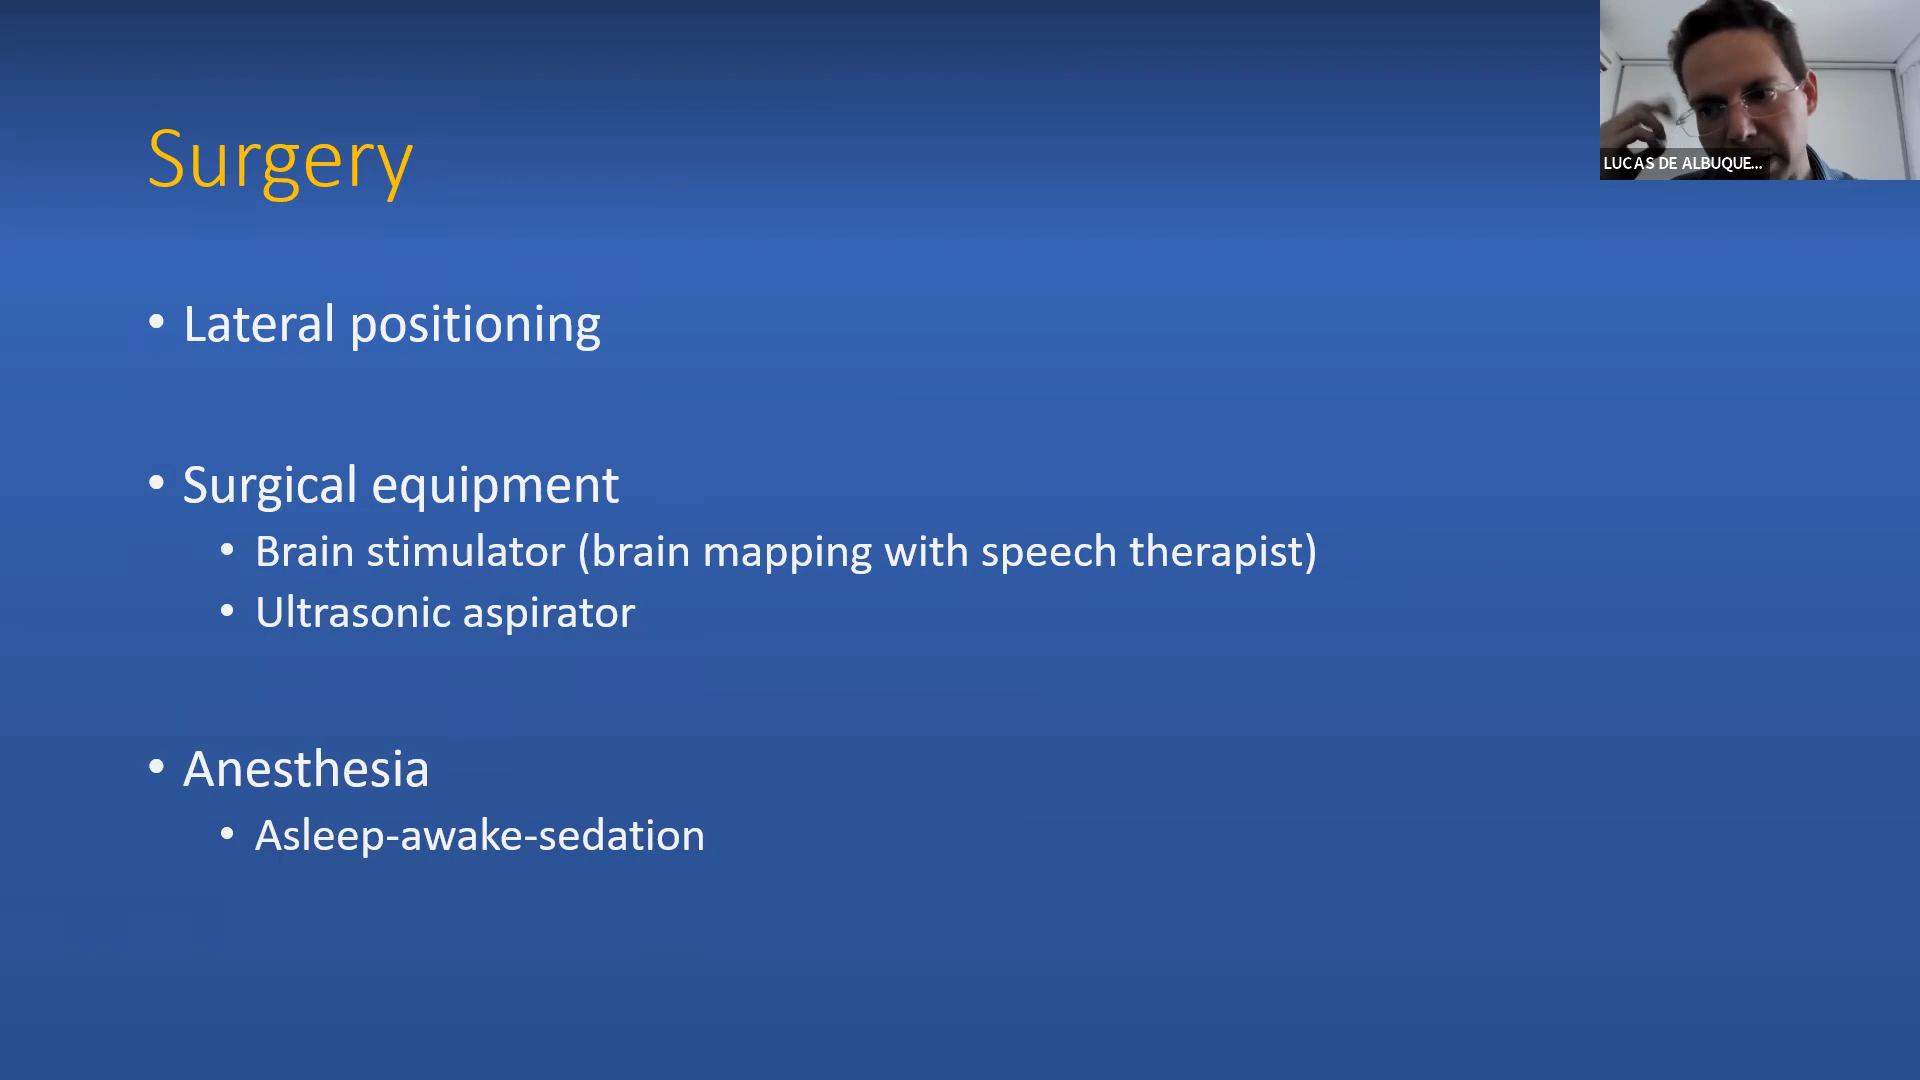 Surgery
LUCAS DE ALBUQUE...
• Lateral positioning
• Surgical equipment
• Brain stimulator (brain mapping with speech therapist)
• Ultrasonic aspirator
• Anesthesia
• Asleep-awake-sedation